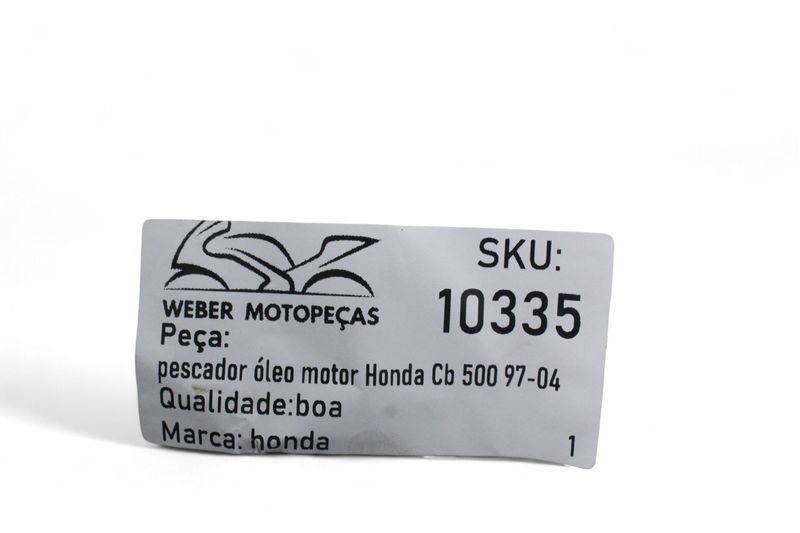 WEBER MOTOPEÇAS
SKU:
10335
Peça:
pescador óleo motor Honda Cb 500 97-04
Qualidade:boa
Marca: honda
1